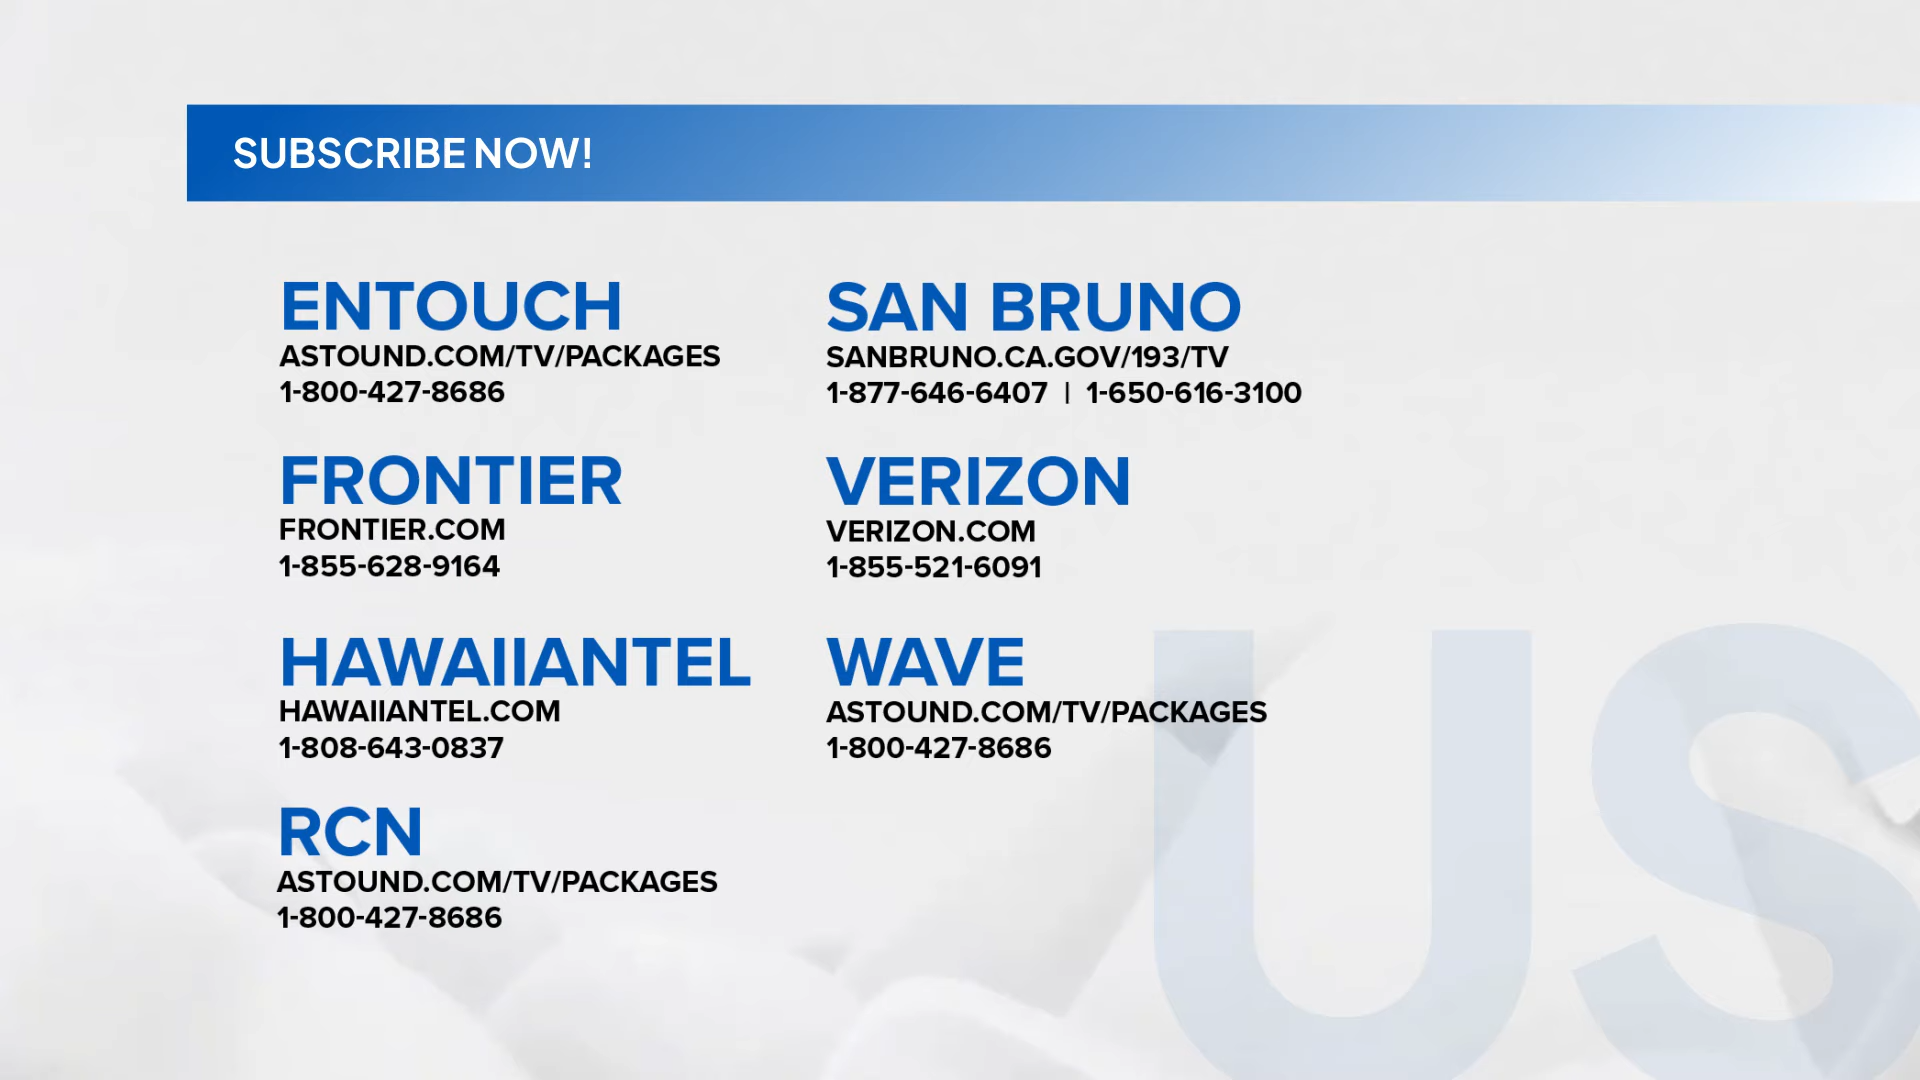 SUBSCRIBE NOW!
ENTOUCH
ASTOUND.COM/TV/PACKAGES
1-800-427-8686
FRONTIER
FRONTIER.COM
1-855-628-9164
HAWAIIANTEL
HAWAIIANTEL.COM
1-808-643-0837
RCN
ASTOUND.COM/TV/PACKAGES
1-800-427-8686
SAN BRUNO
SANBRUNO.CA.GOV/193/TV
1-877-646-6407 | 1-650-616-3100
VERIZON
VERIZON.COM
1-855-521-6091
WAVE
ASTOUND.COM/TV/PACKAGES
1-800-427-8686
US